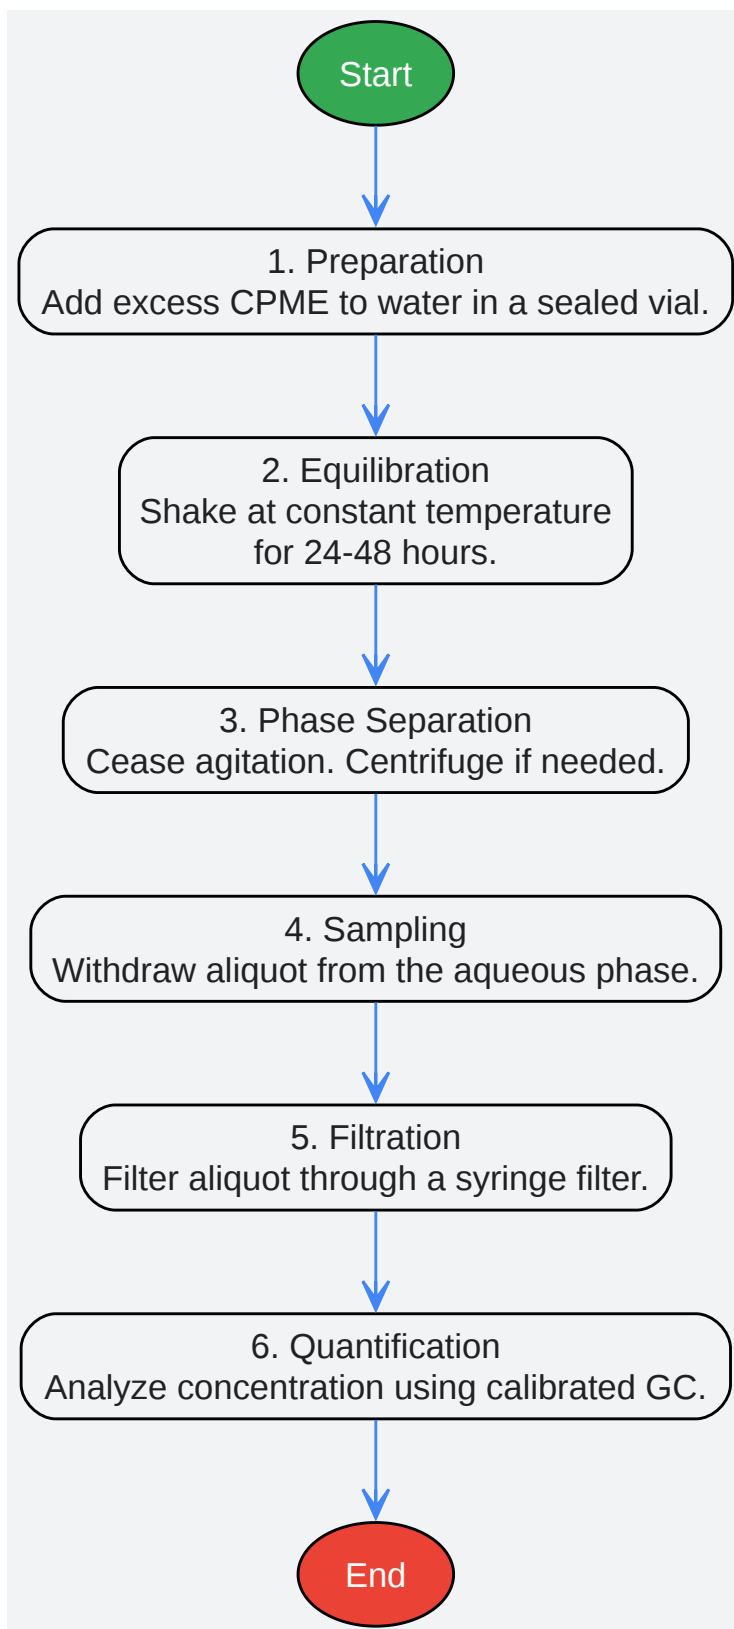 Start
1. Preparation
Add excess CPME to water in a sealed vial.
2. Equilibration
Shake at constant temperature
for 24-48 hours.
3. Phase Separation
Cease agitation. Centrifuge if needed.
4. Sampling
Withdraw aliquot from the aqueous phase.
5. Filtration
Filter aliquot through a syringe filter.
6. Quantification
Analyze concentration using calibrated GC.
End